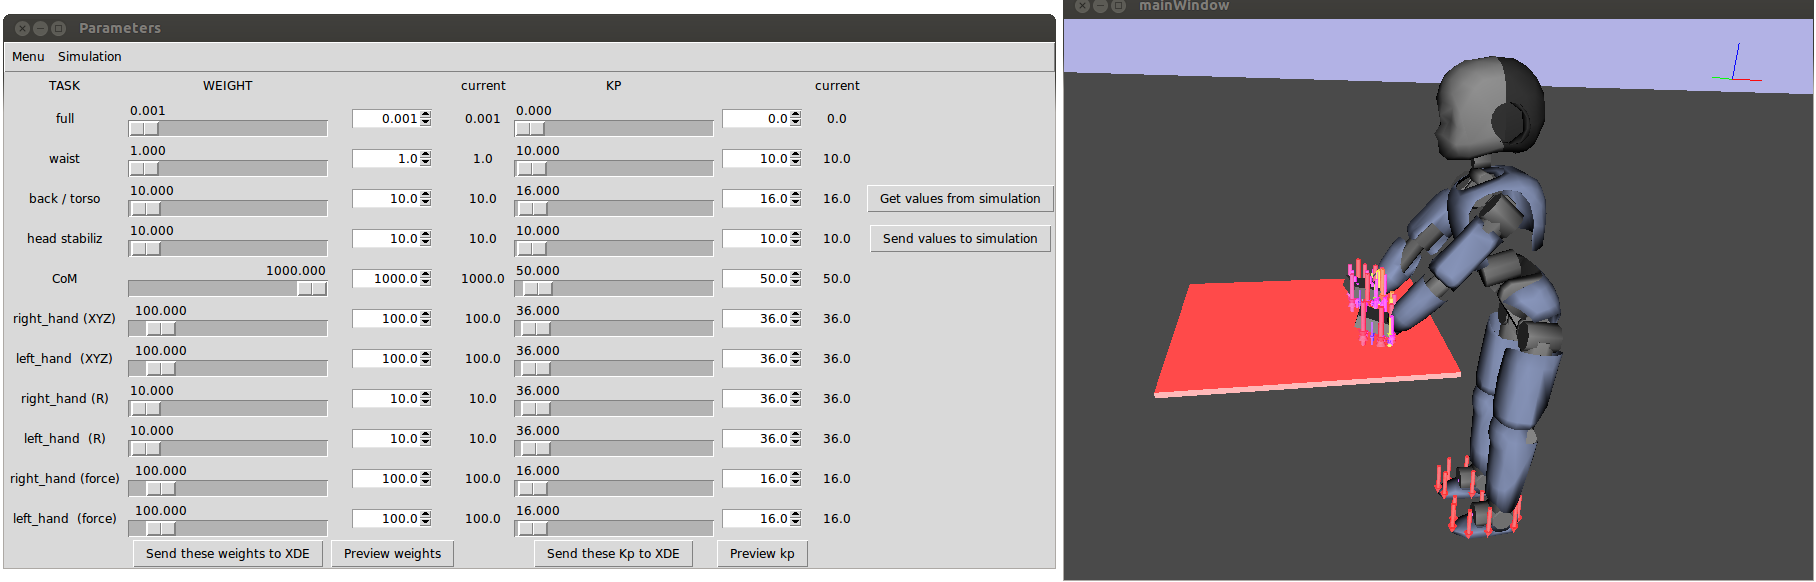 Parameters
mainWindow
Menu Simulation
TASK WEIGHT current KP current
0.001 0.000
full 0.001 0.001 0.0 0.0
1.000 10.000
waist 1.0 1.0 10.0 10.0
10.000 16.000
back / torso 10.0 10.0 16.0 16.0 Get values from simulation
10.000 10.000
head stabiliz 10.0 10.0 10.0 10.0 Send values to simulation
1000.000 50.000
CoM 1000.0 1000.0 50.0 50.0
100.000 36.000
right_hand (XYZ) 100.0 100.0 36.0 36.0
100.000 36.000
left_hand (XYZ) 100.0 100.0 36.0 36.0
10.000 36.000
right_hand (R) 10.0 10.0 36.0 36.0
10.000 36.000
left_hand (R) 10.0 10.0 36.0 36.0
100.000 16.000
right_hand (force) 100.0 100.0 16.0 16.0
100.000 16.000
left_hand (force) 100.0 100.0 16.0 16.0
Send these weights to XDE Preview weights Send these Kp to XDE Preview kp